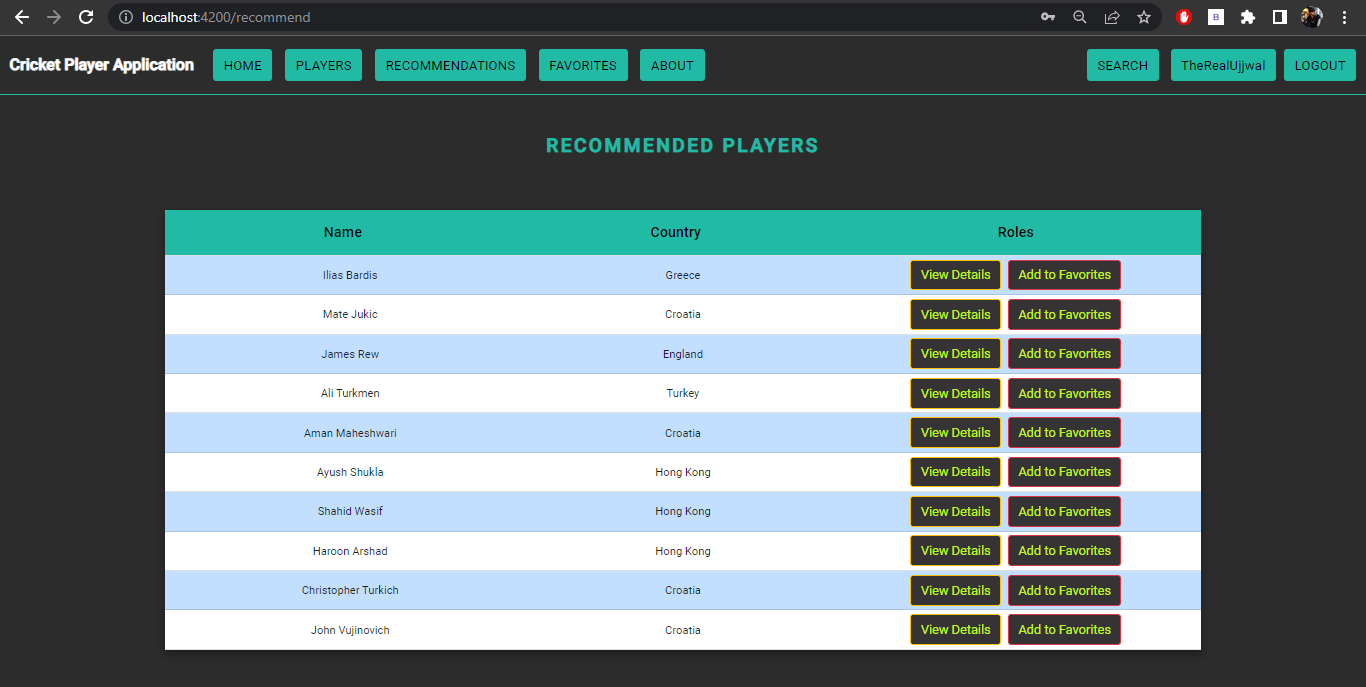 localhost:4200/recommend
B
Cricket Player Application HOME PLAYERS RECOMMENDATIONS FAVORITES ABOUT SEARCH TheRealUjjwal LOGOUT
RECOMMENDED PLAYERS
Name Country Roles
Ilias Bardis Greece View Details Add to Favorites
Mate Jukic Croatia View Details Add to Favorites
James Rew England View Details Add to Favorites
Ali Turkmen Turkey View Details Add to Favorites
Aman Maheshwari Croatia View Details Add to Favorites
Ayush Shukla Hong Kong View Details Add to Favorites
Shahid Wasif Hong Kong View Details Add to Favorites
Haroon Arshad Hong Kong View Details Add to Favorites
Christopher Turkich Croatia View Details Add to Favorites
John Vujinovich Croatia View Details Add to Favorites